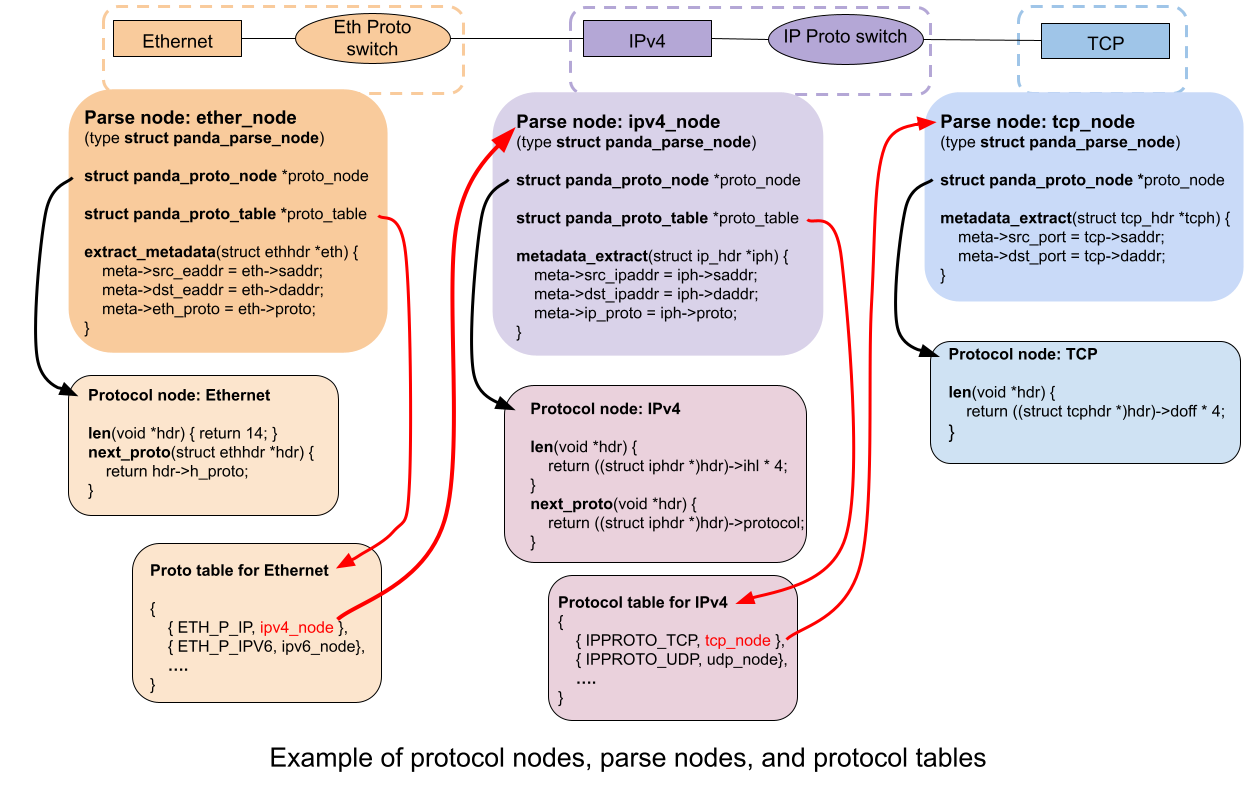 Ethernet
Eth Proto
switch
IPv4
IP Proto switch
TCP
Parse node: ether_node
(type struct panda_parse_node)
struct panda_proto_node *proto_node
struct panda_proto_table *proto_table
extract_metadata(struct ethhdr *eth) {
meta->src_eaddr = eth->saddr;
meta->dst_eaddr = eth->daddr;
meta->eth_proto = eth->proto;
}
Protocol node: Ethernet
len(void *hdr) { return 14; }
next_proto(struct ethhdr *hdr) {
return hdr->h_proto;
}
Proto table for Ethernet
{
{ ETH_P_IP, ipv4_node },
{ ETH_P_IPV6, ipv6_node},
....
}
Parse node: ipv4_node
(type struct panda_parse_node)
struct panda_proto_node *proto_node
struct panda_proto_table *proto_table
metadata_extract(struct ip_hdr *iph) {
meta->src_ipaddr = iph->saddr;
meta->dst_ipaddr = iph->daddr;
meta->ip_proto = iph->proto;
}
Protocol node: IPv4
len(void *hdr) {
return ((struct iphdr *)hdr)->ihl * 4;
}
next_proto(void *hdr) {
return ((struct iphdr *)hdr)->protocol;
}
Protocol table for IPv4
{
{ IPPROTO_TCP, tcp_node },
{ IPPROTO_UDP, udp_node},
....
}
Parse node: tcp_node
(type struct panda_parse_node)
struct panda_proto_node *proto_node
metadata_extract(struct tcp_hdr *tcph) {
meta->src_port = tcp->saddr;
meta->dst_port = tcp->daddr;
}
Protocol node: TCP
len(void *hdr) {
return ((struct tcphdr *)hdr)->doff * 4;
}
Example of protocol nodes, parse nodes, and protocol tables